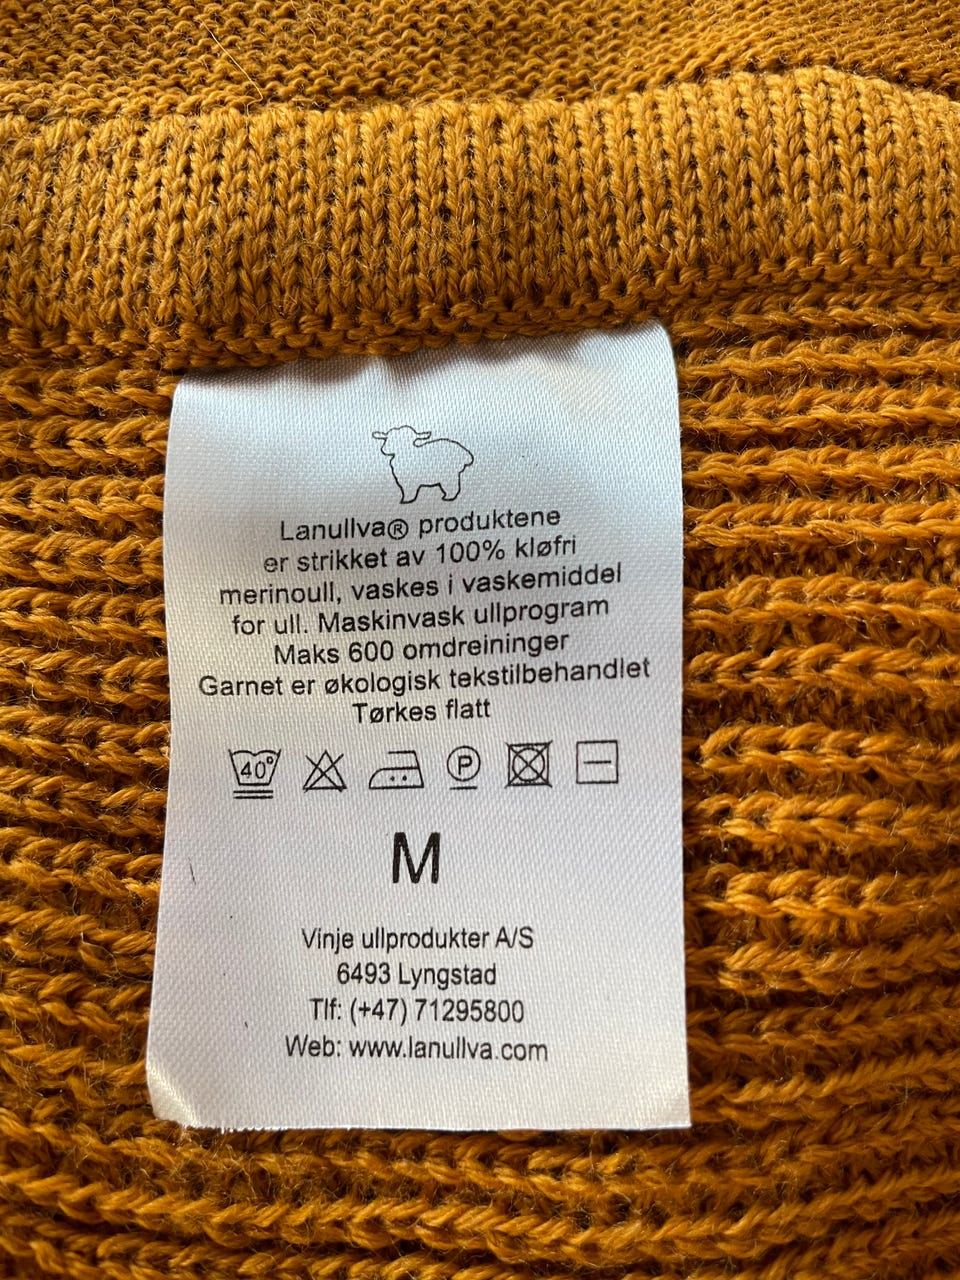 Lanullva® produktene
er strikket av 100% kløfri
merinoull, vaskes i vaskemiddel
for ull. Maskinvask ullprogram
Maks 600 omdreininger
Garnet er økologisk tekstilbehandlet
Tørkes flatt
40° P
M
Vinje ullprodukter A/S
6493 Lyngstad
Tlf: (+47) 71295800
Web: www.lanullva.com